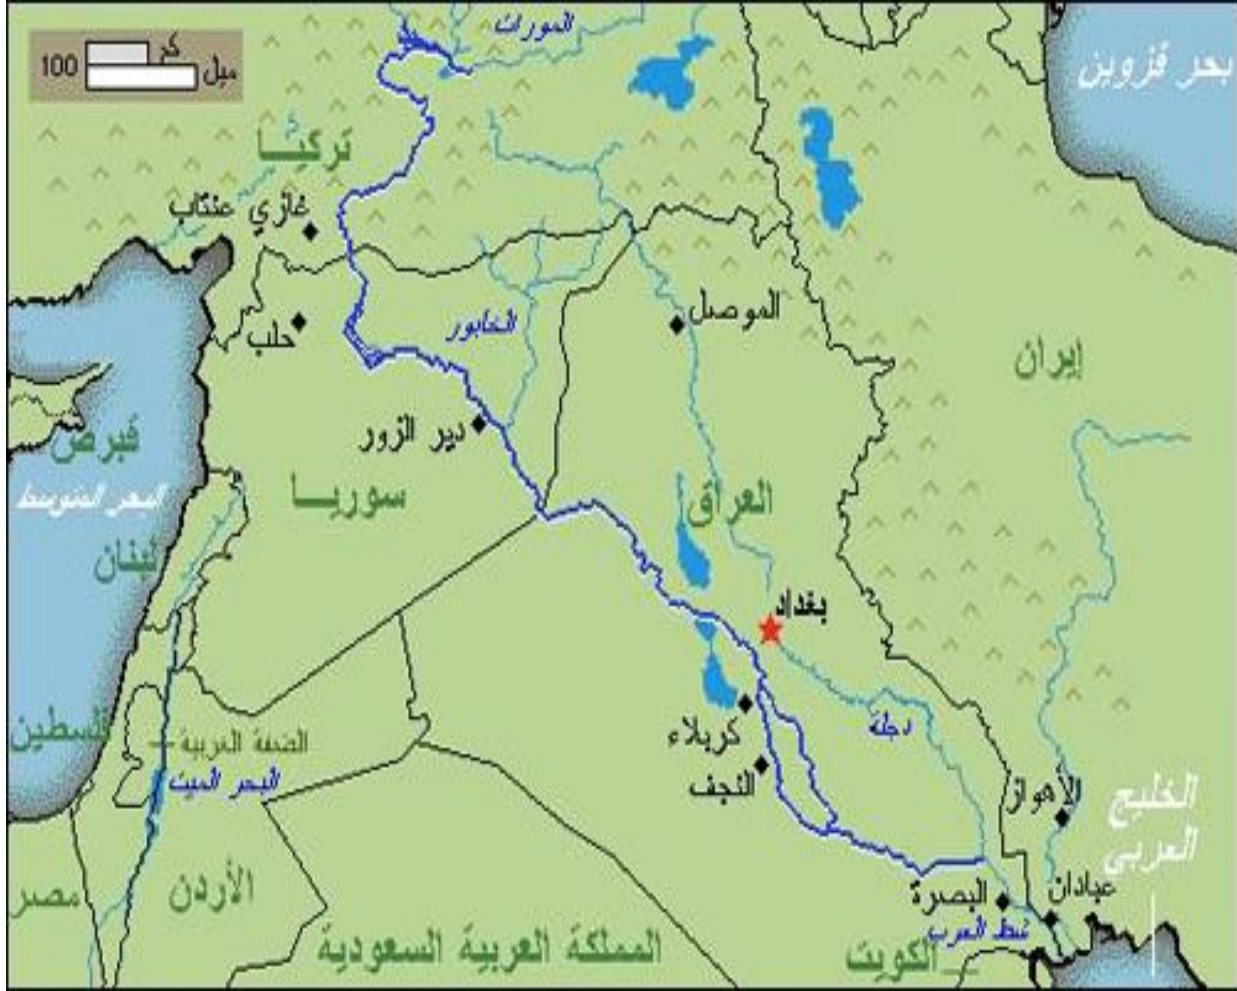 المورات
بحر قزوين
كم
100 ميل
تركيا
غازي عنتاب
الموصل
حلب
الخابور
إيران
دير الزور
قبرص
سوريا
البحر المتوسط
العراق
لبنان
بغداد
فلسطين
الضفة الغربية
كربلاء
دجلة
البحر الميت
النجف
الأهواز
الخليج
العربي
مصر
الأردن
البصرة
عبادان
شط العرب
المملكة العربية السعودية
الكويت